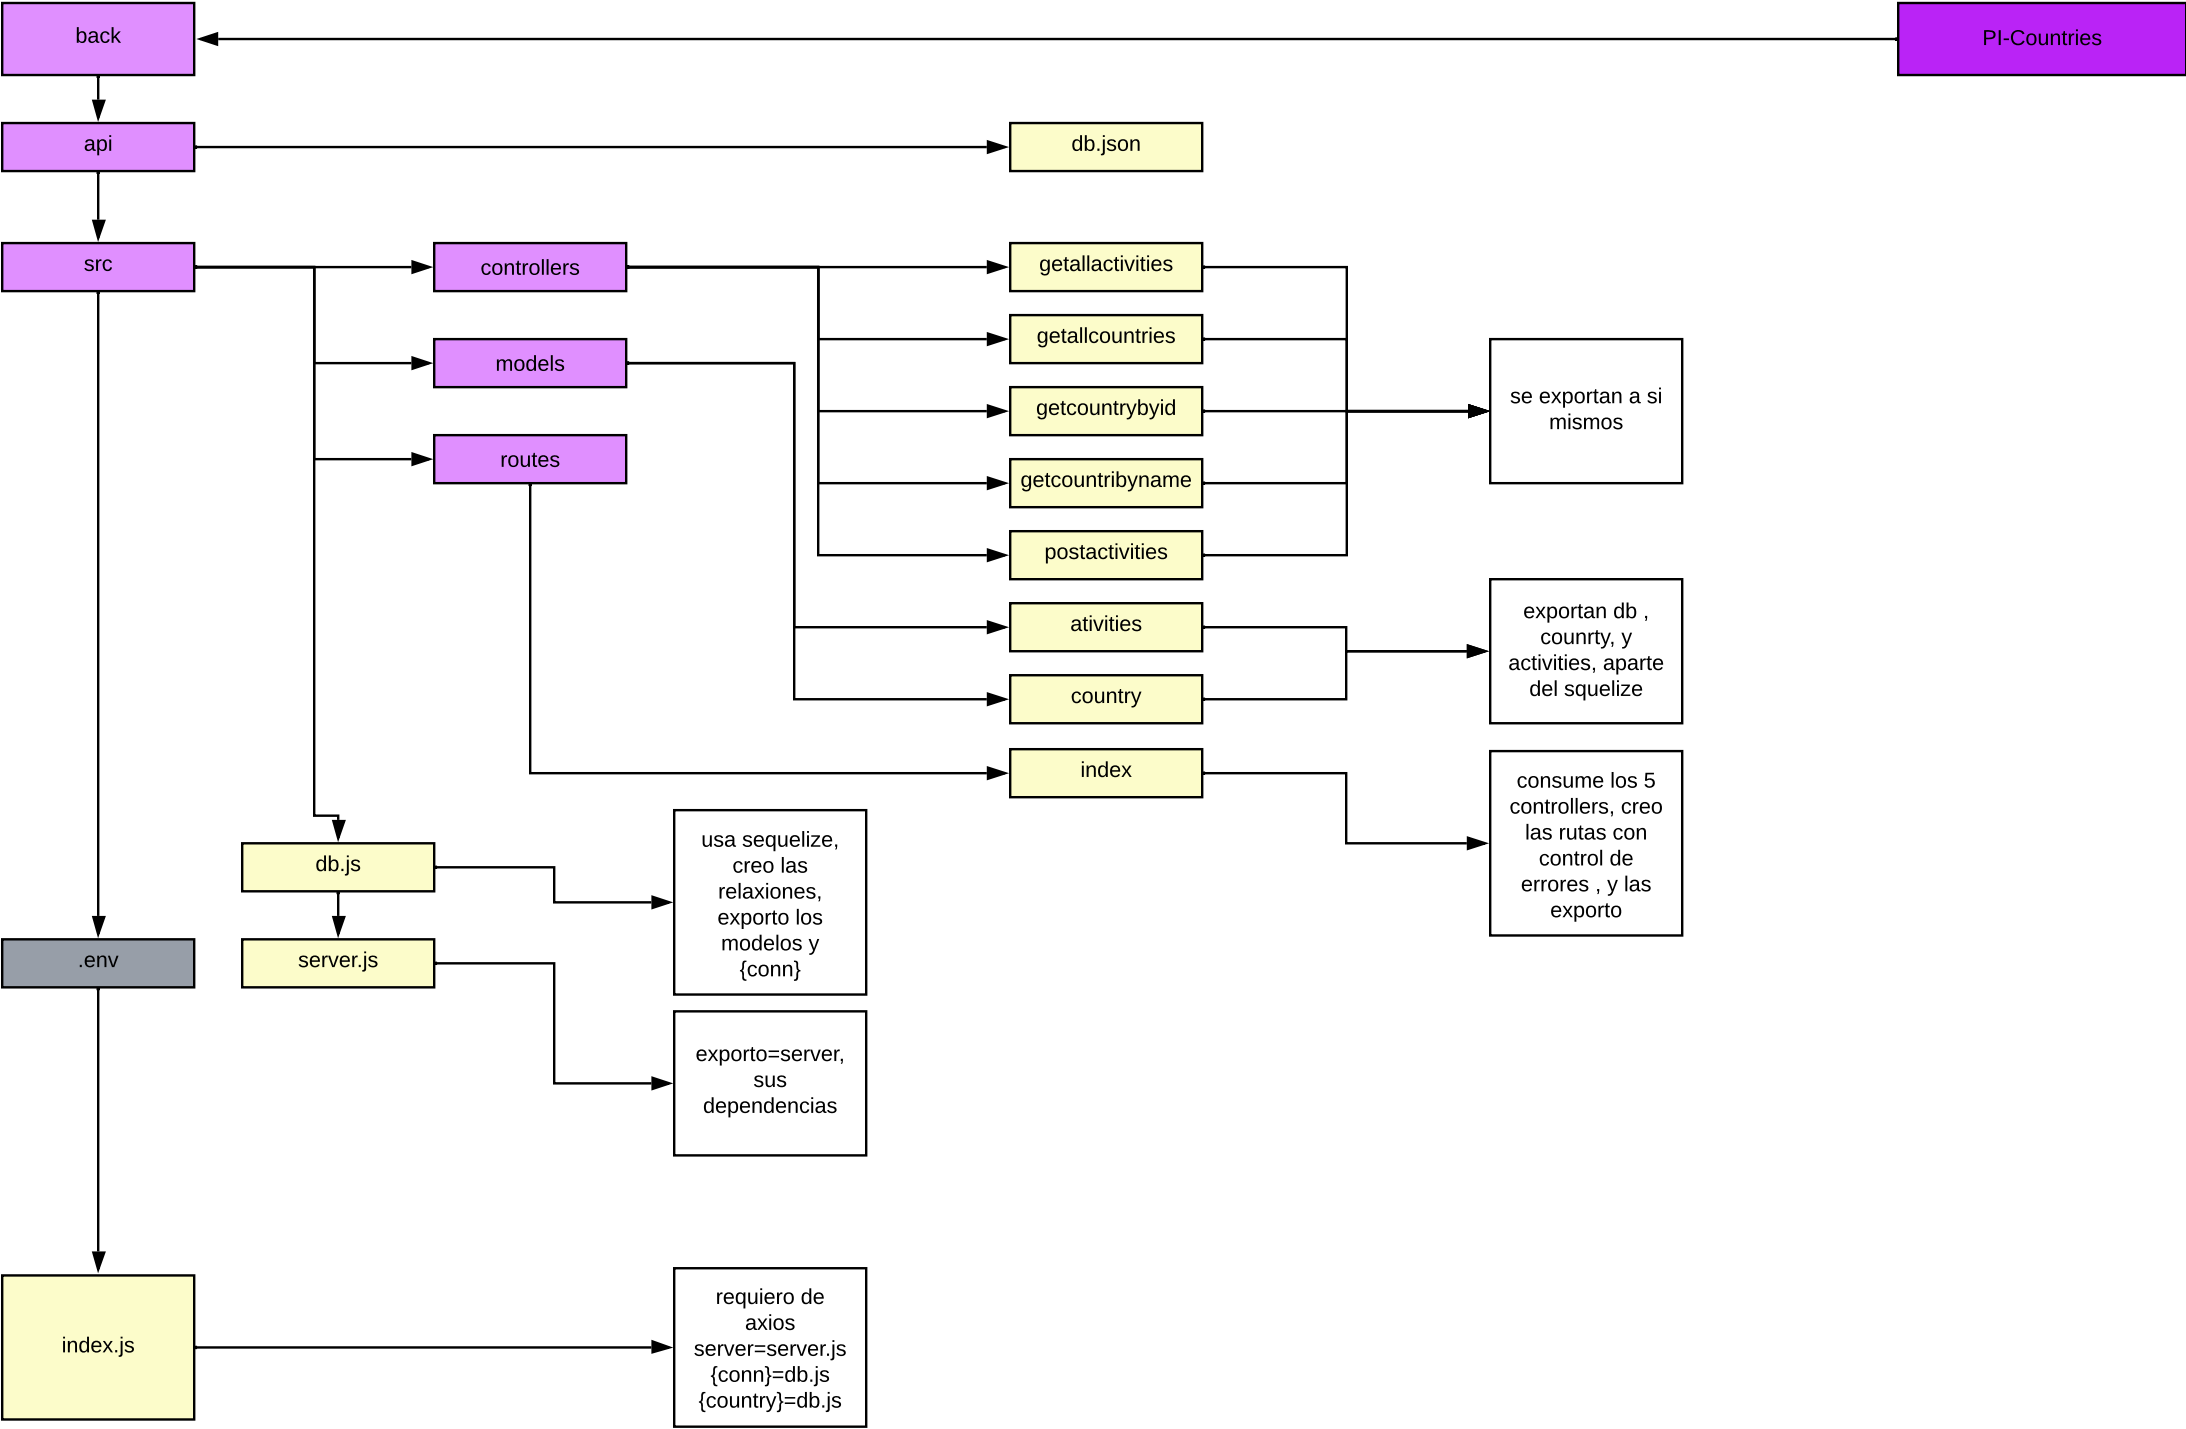 back
PI-Countries
api
db.json
src
controllers
getallactivities
getallcountries
models
getcountrybyid
se exportan a si
mismos
routes
getcountribyname
postactivities
ativities
exportan db ,
counrty, y
activities, aparte
del squelize
country
index
consume los 5
controllers, creo
las rutas con
control de
errores , y las
exporto
db.js
usa sequelize,
creo las
relaxiones,
exporto los
modelos y
{conn}
.env
server.js
exporto=server,
sus
dependencias
index.js
requiero de
axios
server=server.js
{conn}=db.js
{country}=db.js